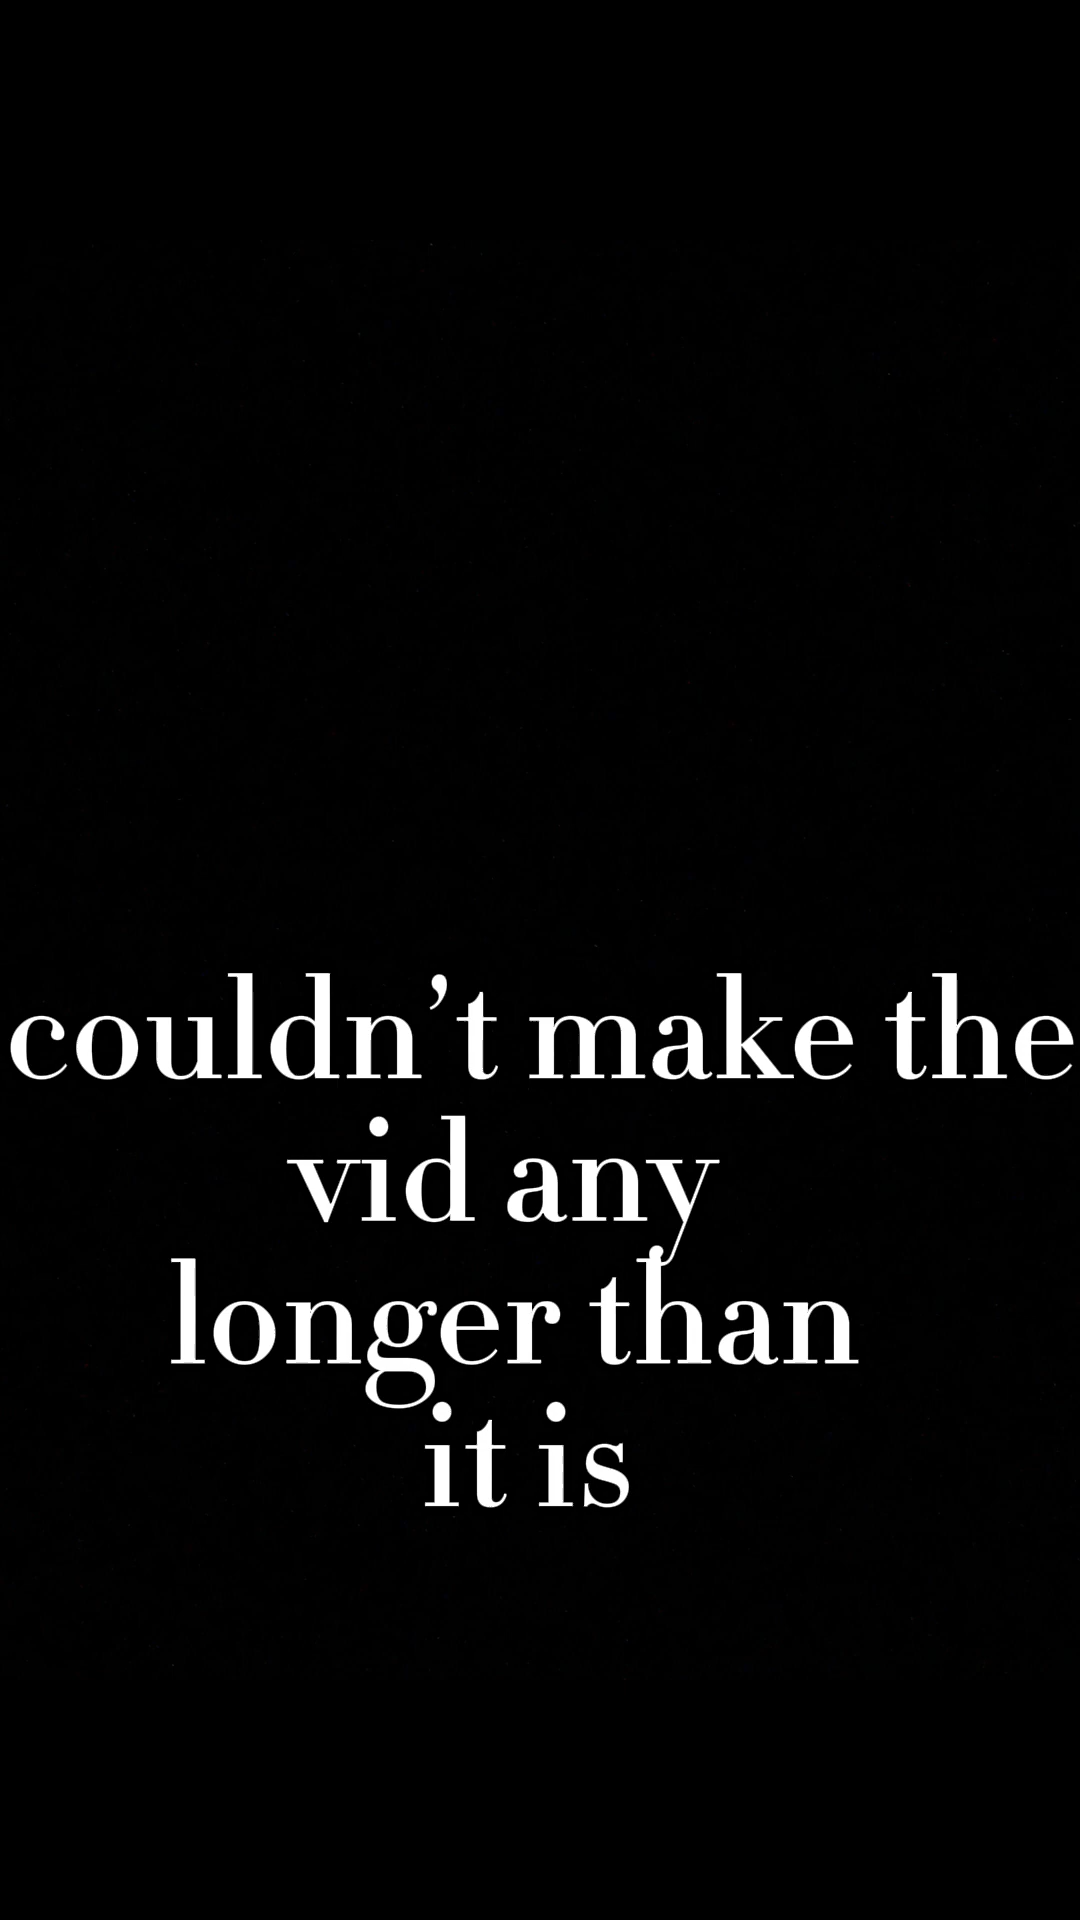 couldn’t make the
vid any
longer than
it is